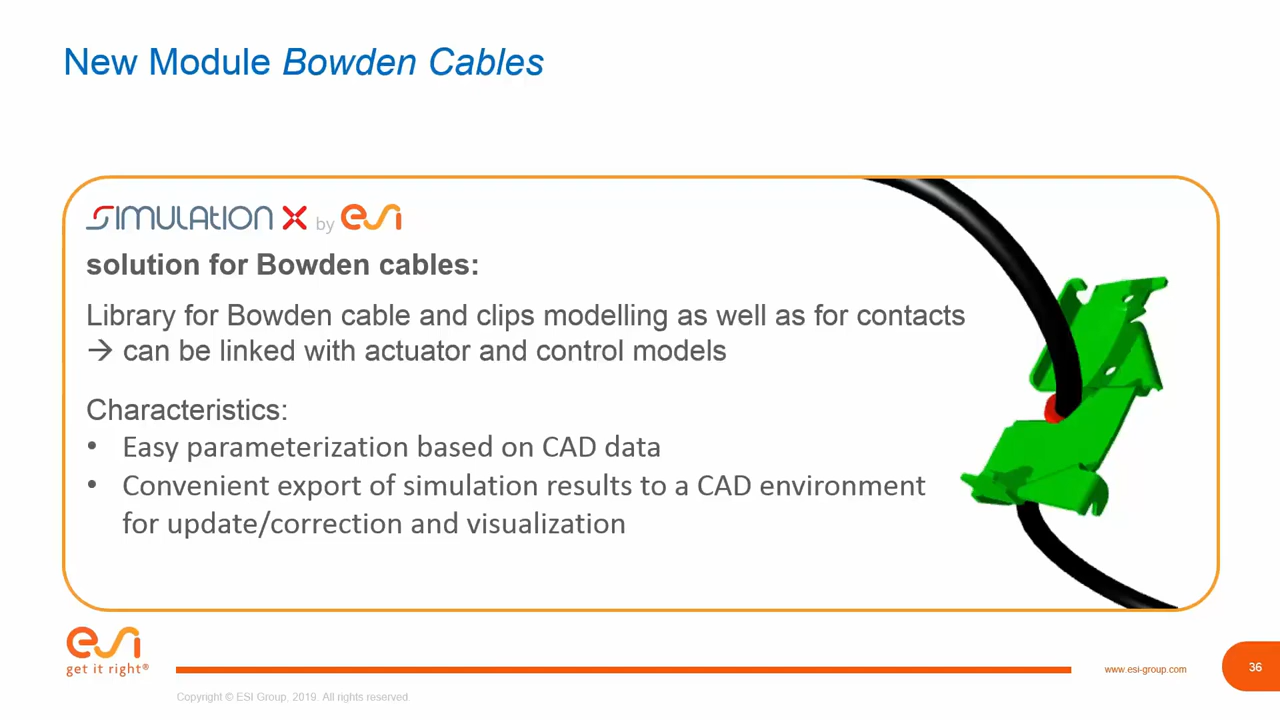 New Module Bowden Cables
SIMULATION X by esi
solution for Bowden cables:
Library for Bowden cable and clips modelling as well as for contacts
→ can be linked with actuator and control models
Characteristics:
• Easy parameterization based on CAD data
• Convenient export of simulation results to a CAD environment
for update/correction and visualization
esi
get it right®
www.esi-group.com
36
Copyright © ESI Group, 2019. All rights reserved.